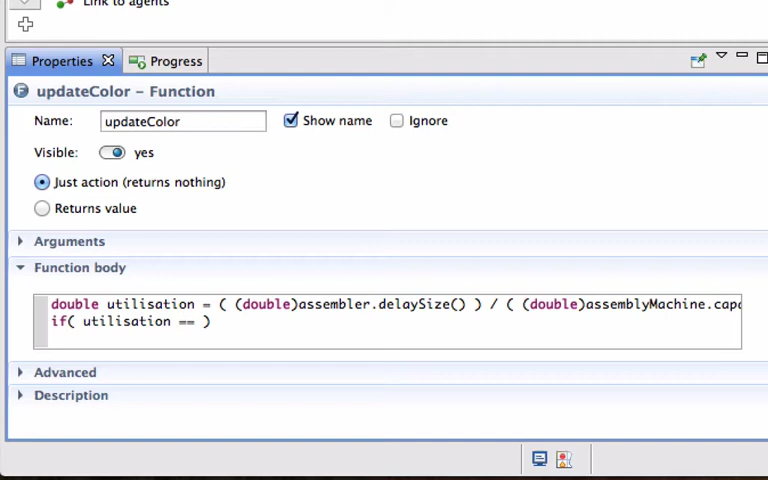 Link to agents
Properties Progress
updateColor – Function
Name: updateColor Show name Ignore
Visible: yes
Just action (returns nothing)
Returns value
Arguments
Function body
double utilisation = ( (double)assembler.delaySize() ) / ( (double)assemblyMachine.capa
if( utilisation == )
Advanced
Description